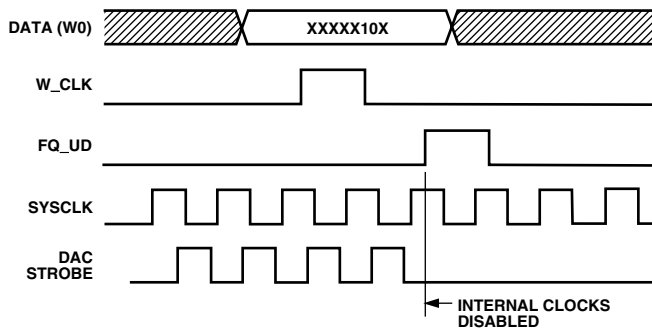 DATA (W0)
XXXXX10X
W_CLK
FQ_UD
SYSCLK
DAC
STROBE
INTERNAL CLOCKS
DISABLED